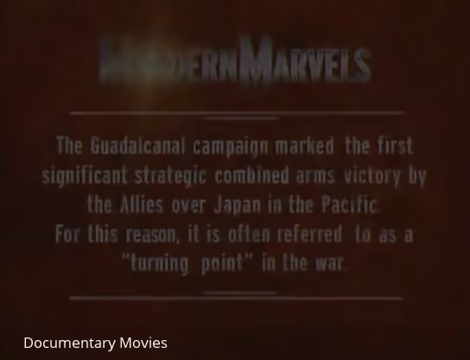 Modern Marvels
The Guadalcanal campaign marked the first
significant strategic combined arms victory by
the Allies over Japan in the Pacific.
For this reason, it is often referred to as a
"turning point" in the war.
Documentary Movies